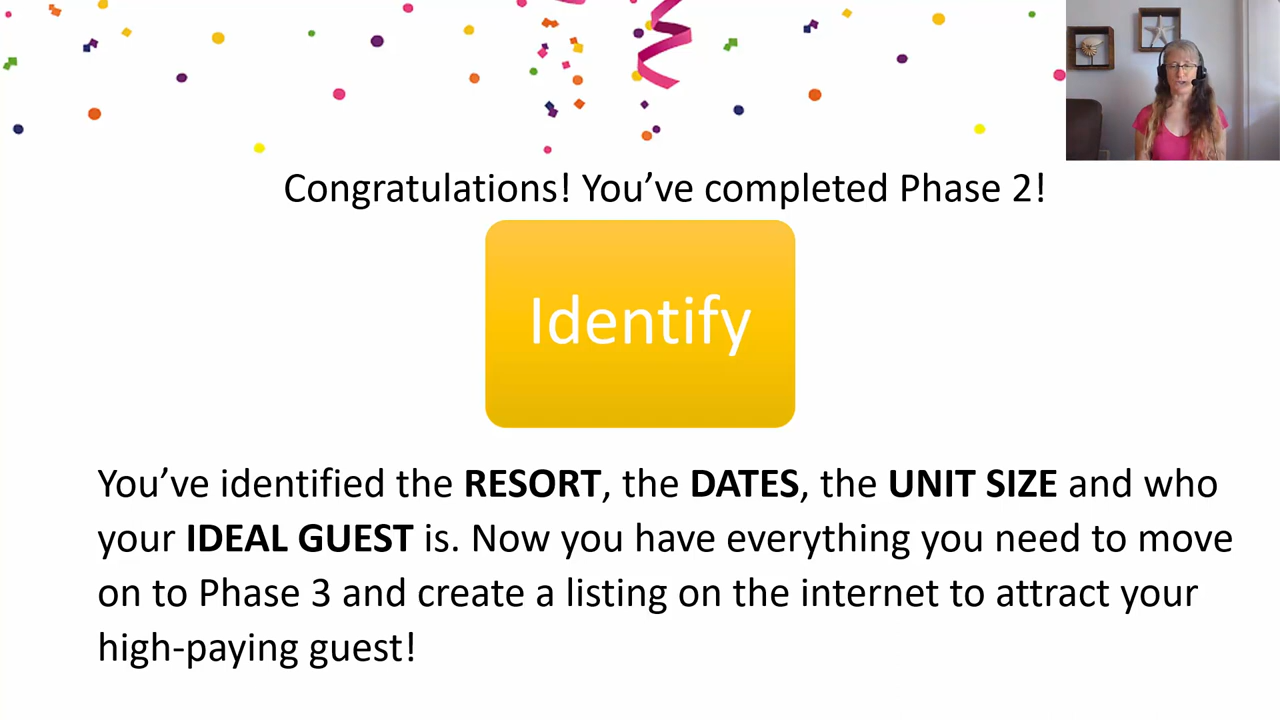 Congratulations! You’ve completed Phase 2!
Identify
You’ve identified the RESORT, the DATES, the UNIT SIZE and who
your IDEAL GUEST is. Now you have everything you need to move
on to Phase 3 and create a listing on the internet to attract your
high-paying guest!